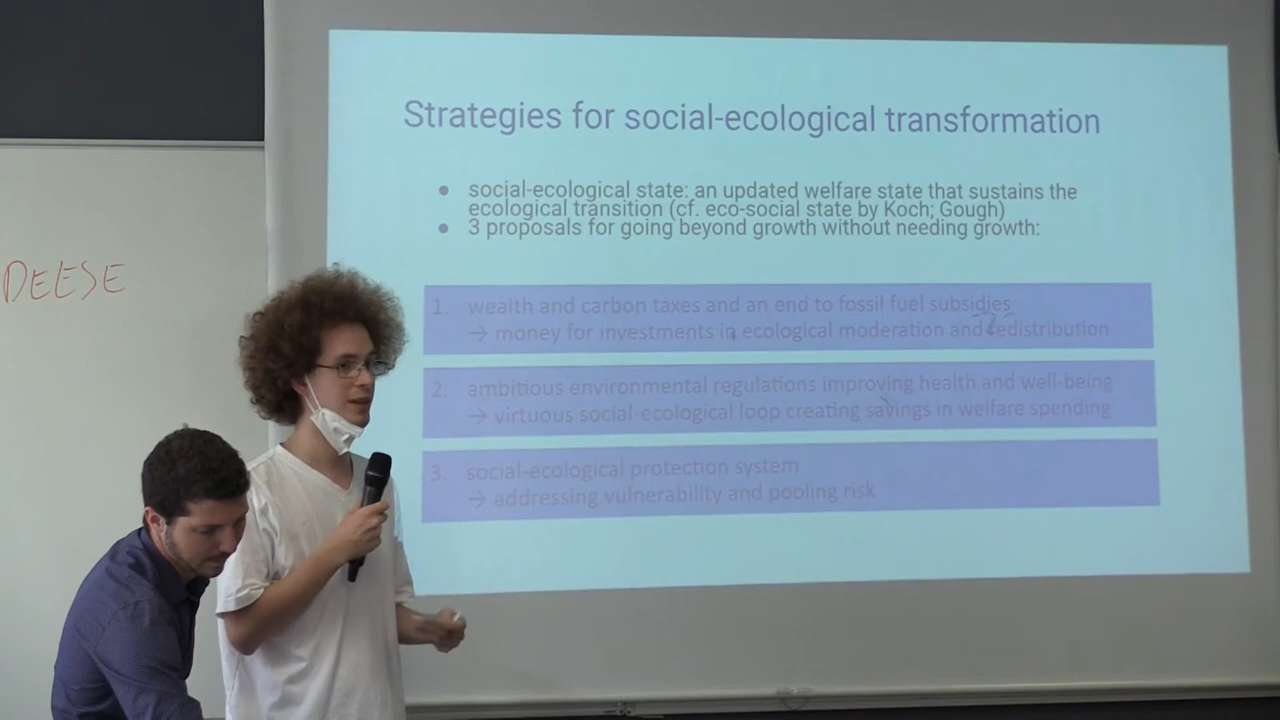 Strategies for social-ecological transformation
● social-ecological state: an updated welfare state that sustains the
ecological transition (cf. eco-social state by Koch; Gough)
● 3 proposals for going beyond growth without needing growth:
1. wealth and carbon taxes and an end to fossil fuel subsidies
→ money for investments in ecological moderation and redistribution
2. ambitious environmental regulations improving health and well-being
→ virtuous social-ecological loop creating savings in welfare spending
3. social-ecological protection system
→ addressing vulnerability and pooling risk
DEESE